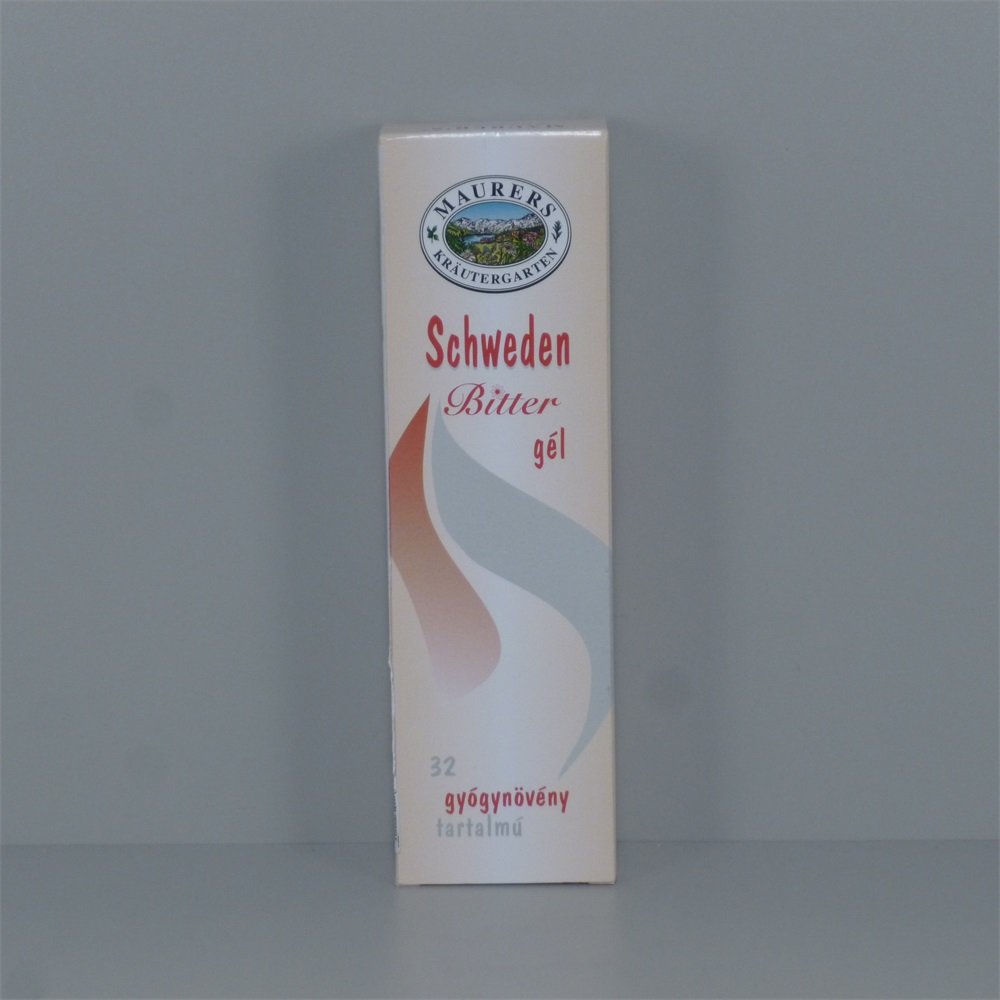 MAURERS
KRÄUTERGARTEN
Schweden
Bitter
gél
32
gyógynövény
tartalmú